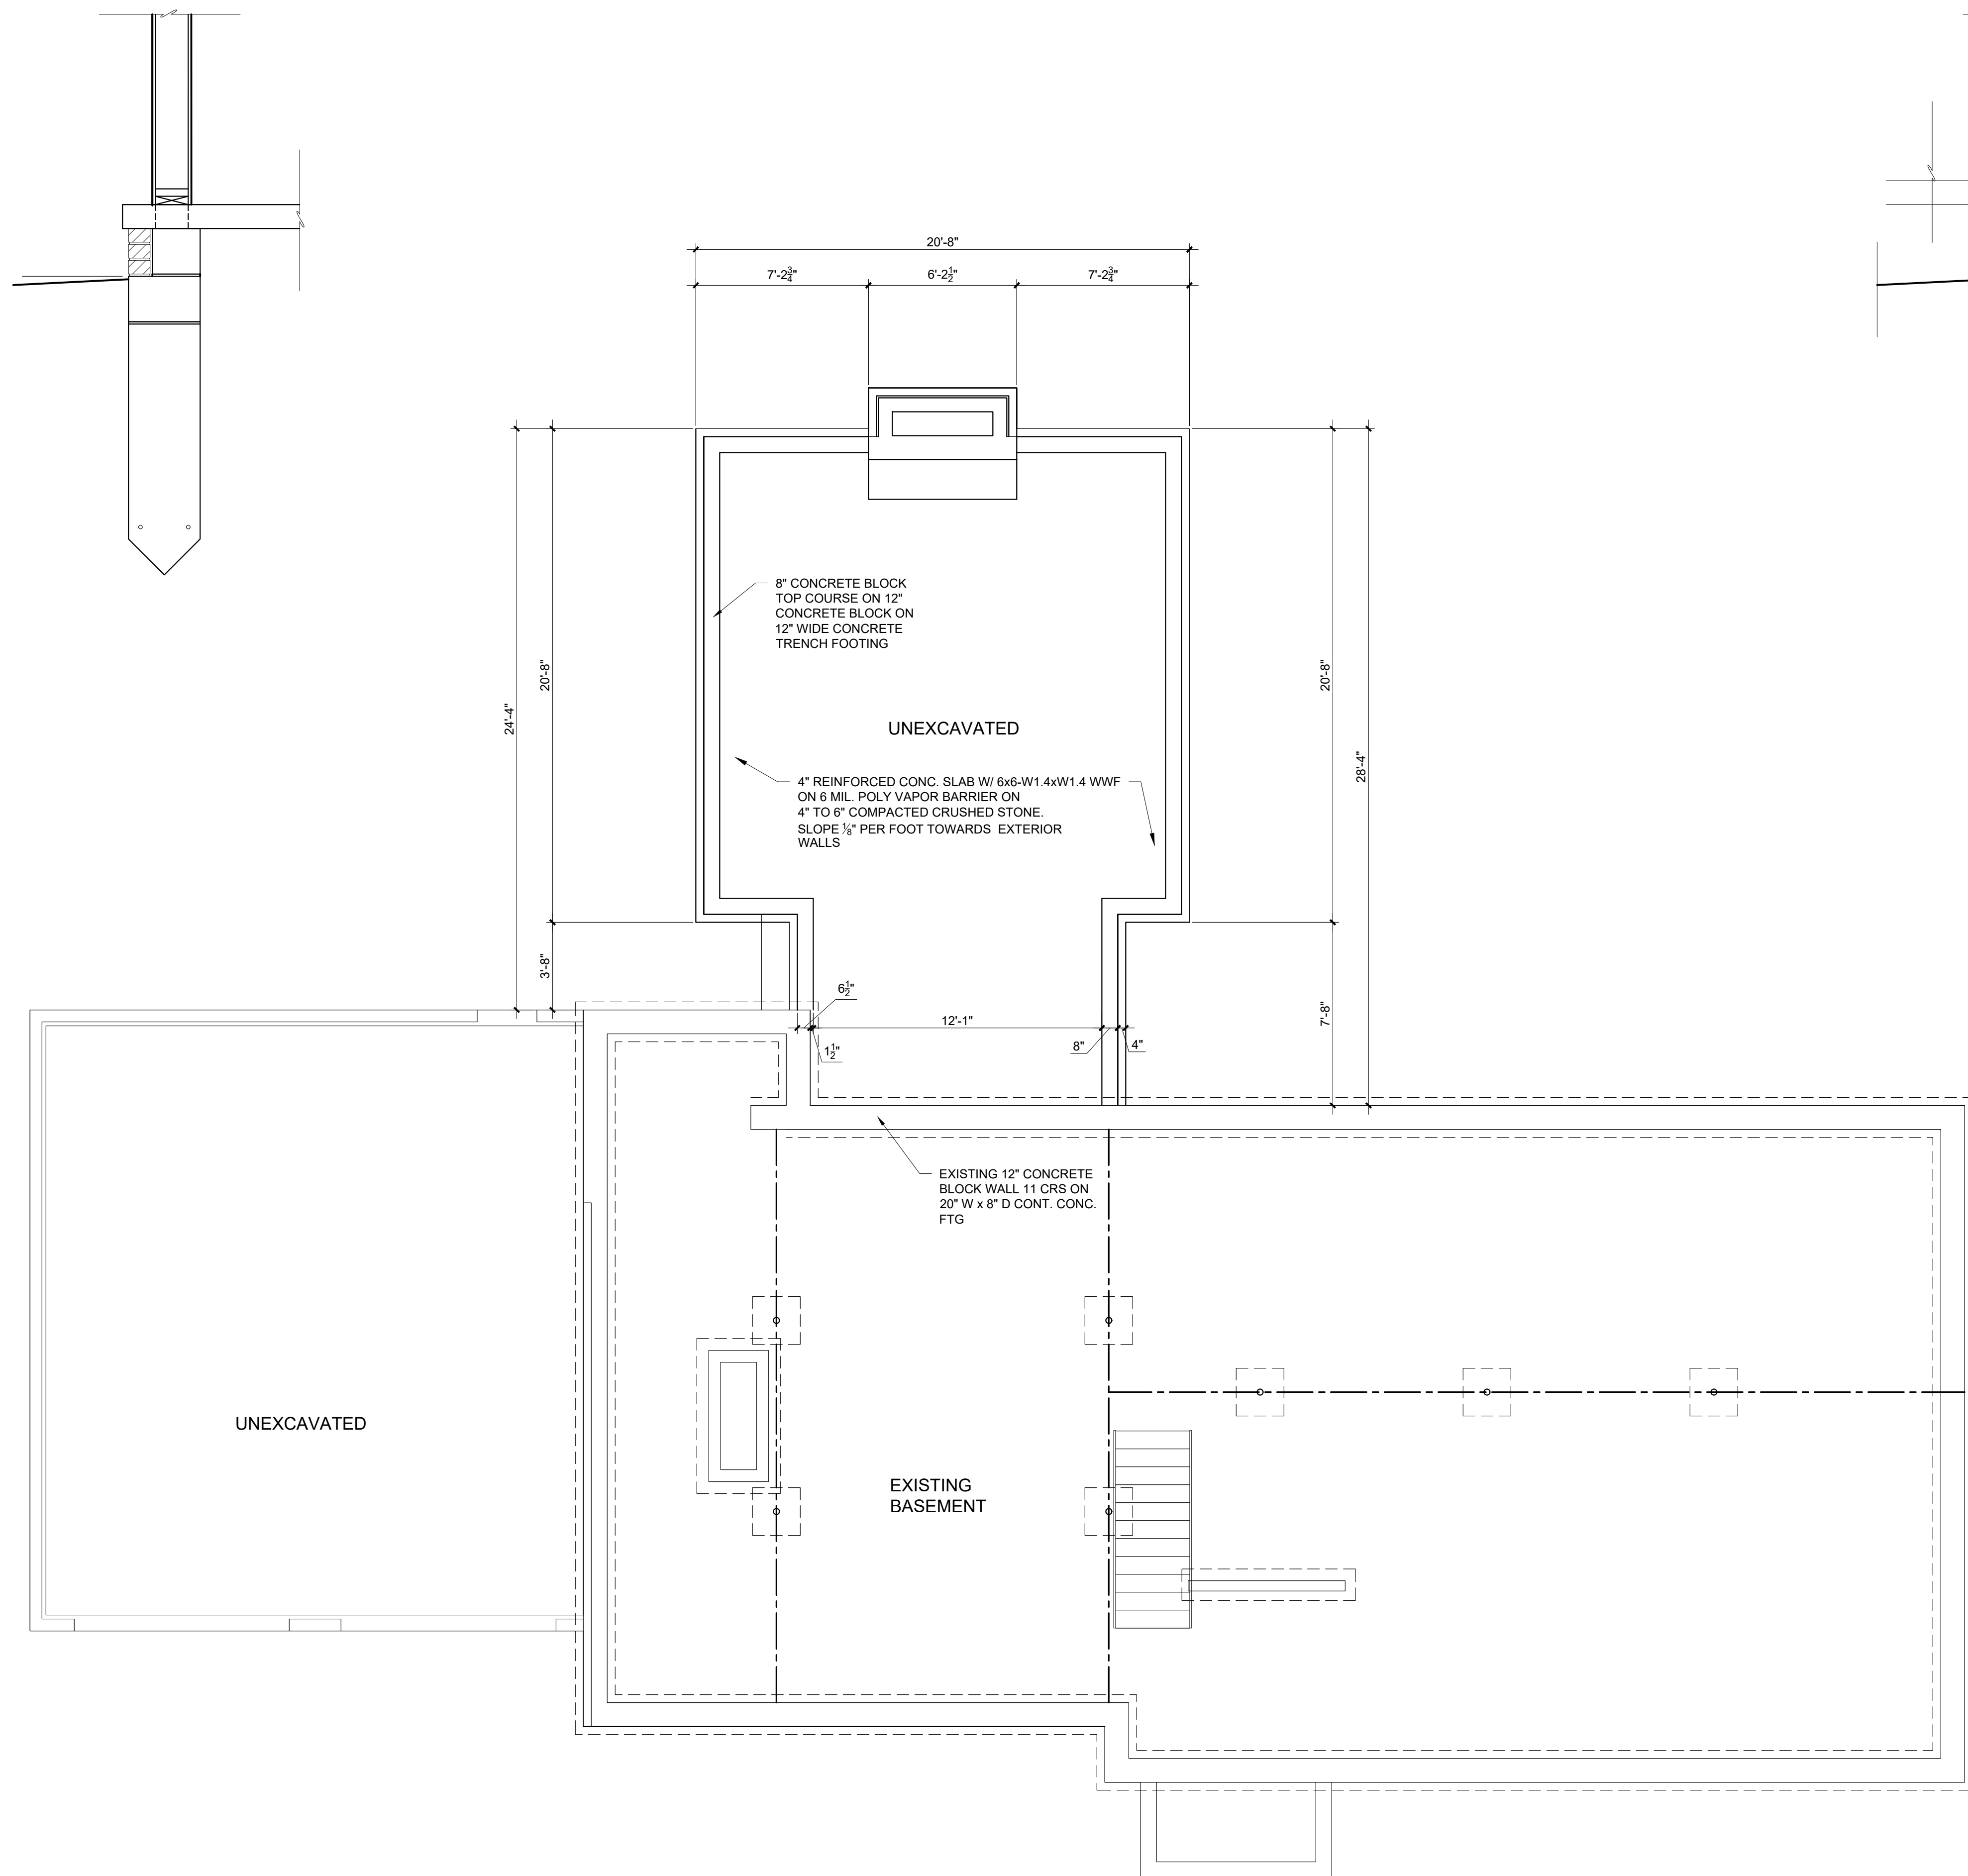 20'-8"
7'-2¾"
6'-2½"
7'-2¾"
8" CONCRETE BLOCK
TOP COURSE ON 12"
CONCRETE BLOCK ON
12" WIDE CONCRETE
TRENCH FOOTING
20'-8"
24'-4"
20'-8"
28'-4"
UNEXCAVATED
4" REINFORCED CONC. SLAB W/ 6x6-W1.4xW1.4 WWF
ON 6 MIL. POLY VAPOR BARRIER ON
4" TO 6" COMPACTED CRUSHED STONE.
SLOPE ⅛" PER FOOT TOWARDS EXTERIOR
WALLS
3'-8"
6½"
12'-1"
7'-8"
1½"
8"
4"
EXISTING 12" CONCRETE
BLOCK WALL 11 CRS ON
20" W x 8" D CONT. CONC.
FTG
UNEXCAVATED
EXISTING
BASEMENT